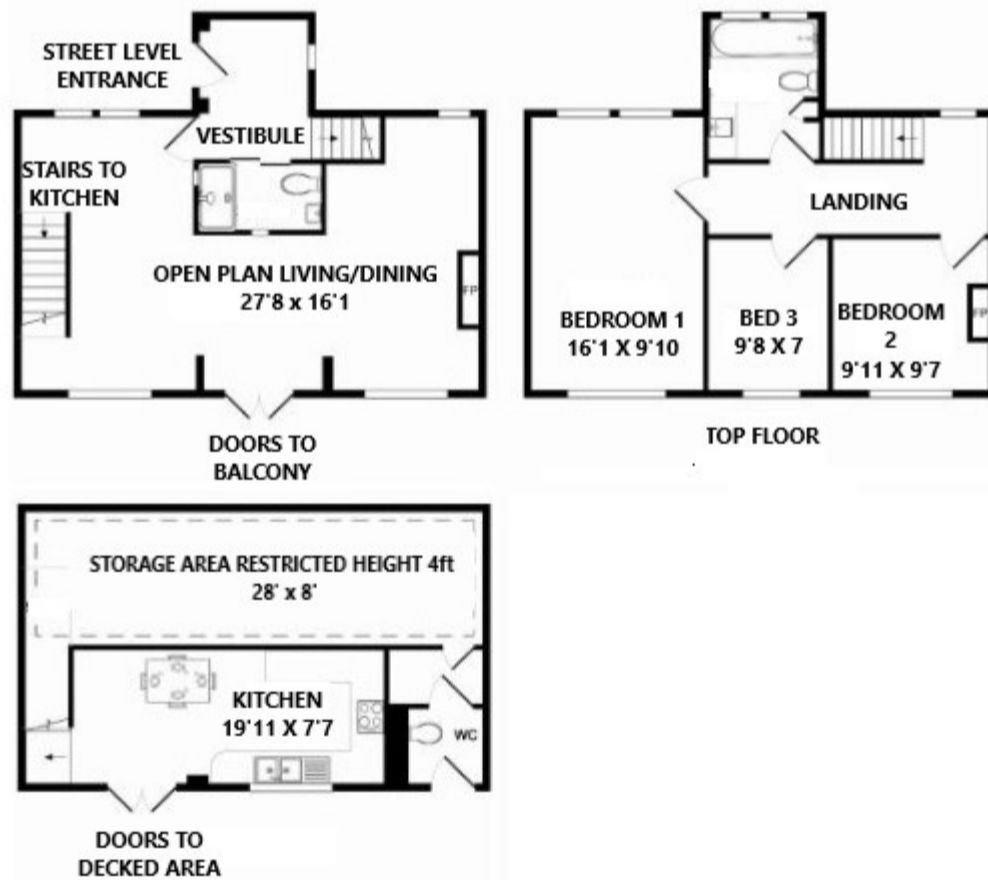 STREET LEVEL
ENTRANCE
VESTIBULE
STAIRS TO
KITCHEN
OPEN PLAN LIVING/DINING
27'8 x 16'1
FP
DOORS TO
BALCONY
LANDING
BEDROOM 1
16'1 X 9'10
BED 3
9'8 X 7
BEDROOM
2
9'11 X 9'7
FP
TOP FLOOR
STORAGE AREA RESTRICTED HEIGHT 4ft
28' x 8'
KITCHEN
19'11 X 7'7
WC
DOORS TO
DECKED AREA